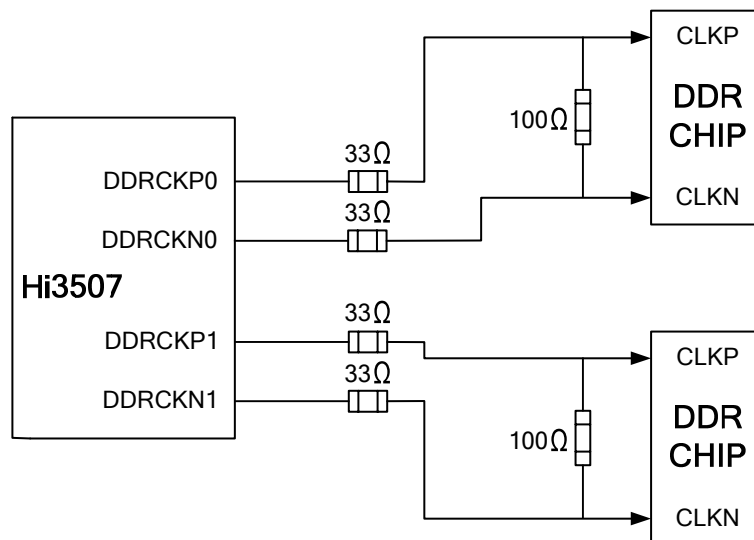 CLKP
DDR
CHIP
CLKN
100Ω
33Ω
DDRCKP0
33Ω
DDRCKN0
Hi3507
33Ω
DDRCKP1
33Ω
DDRCKN1
CLKP
DDR
CHIP
CLKN
100Ω